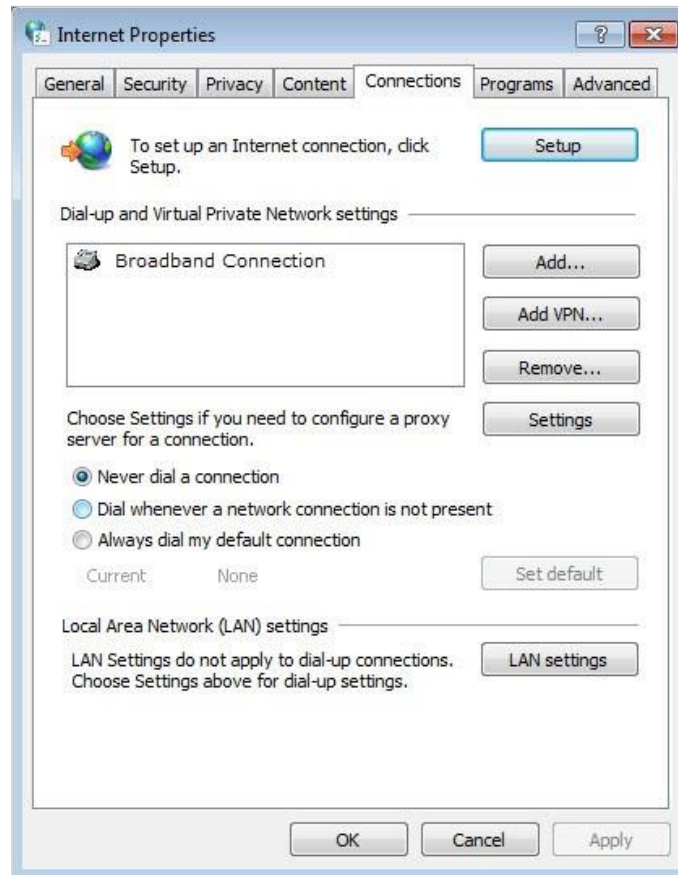 Internet Properties
General Security Privacy Content Connections Programs Advanced
To set up an Internet connection, click
Setup.
Setup
Dial-up and Virtual Private Network settings
Broadband Connection
Add...
Add VPN...
Remove...
Choose Settings if you need to configure a proxy
server for a connection.
Settings
Never dial a connection
Dial whenever a network connection is not present
Always dial my default connection
Current None
Set default
Local Area Network (LAN) settings
LAN Settings do not apply to dial-up connections.
Choose Settings above for dial-up settings.
LAN settings
OK Cancel Apply